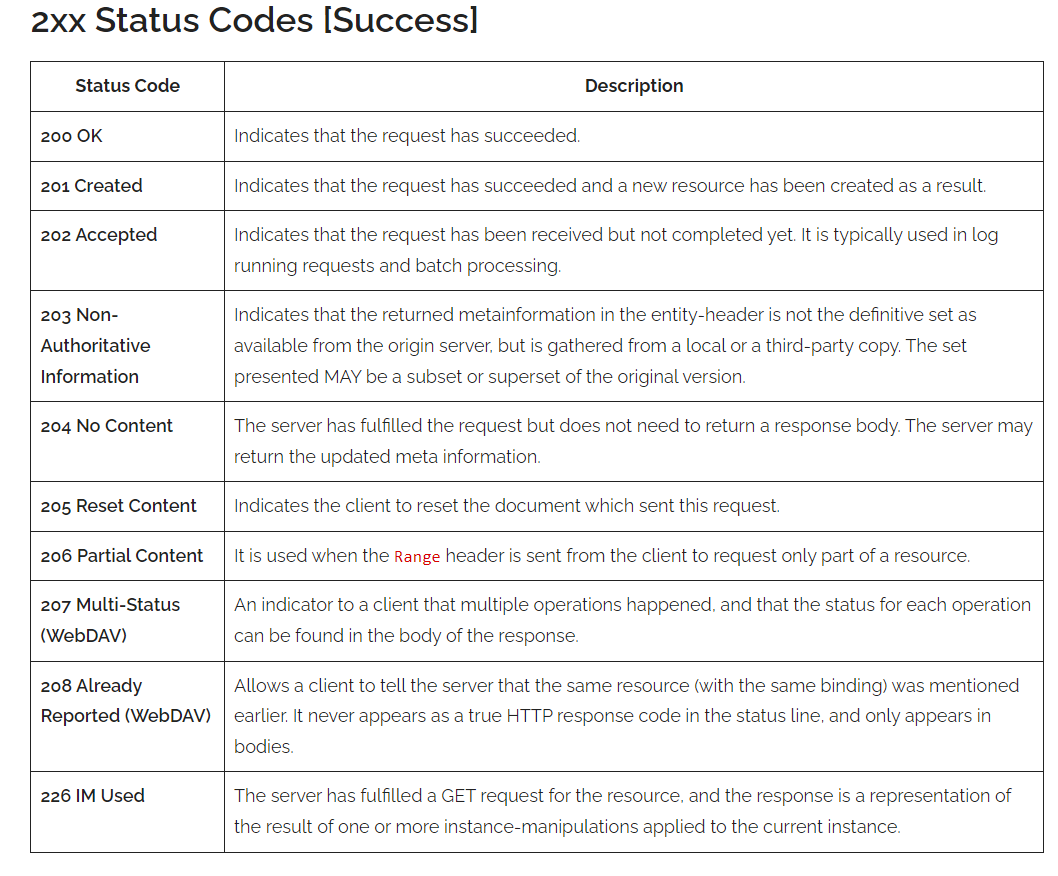 2xx Status Codes [Success]
Status Code Description
200 OK Indicates that the request has succeeded.
201 Created Indicates that the request has succeeded and a new resource has been created as a result.
202 Accepted Indicates that the request has been received but not completed yet. It is typically used in log
running requests and batch processing.
203 Non- Indicates that the returned metainformation in the entity-header is not the definitive set as
Authoritative available from the origin server, but is gathered from a local or a third-party copy. The set
Information presented MAY be a subset or superset of the original version.
204 No Content The server has fulfilled the request but does not need to return a response body. The server may
return the updated meta information.
205 Reset Content Indicates the client to reset the document which sent this request.
206 Partial Content It is used when the Range header is sent from the client to request only part of a resource.
207 Multi-Status An indicator to a client that multiple operations happened, and that the status for each operation
(WebDAV) can be found in the body of the response.
208 Already Allows a client to tell the server that the same resource (with the same binding) was mentioned
Reported (WebDAV) earlier. It never appears as a true HTTP response code in the status line, and only appears in
bodies.
226 IM Used The server has fulfilled a GET request for the resource, and the response is a representation of
the result of one or more instance-manipulations applied to the current instance.